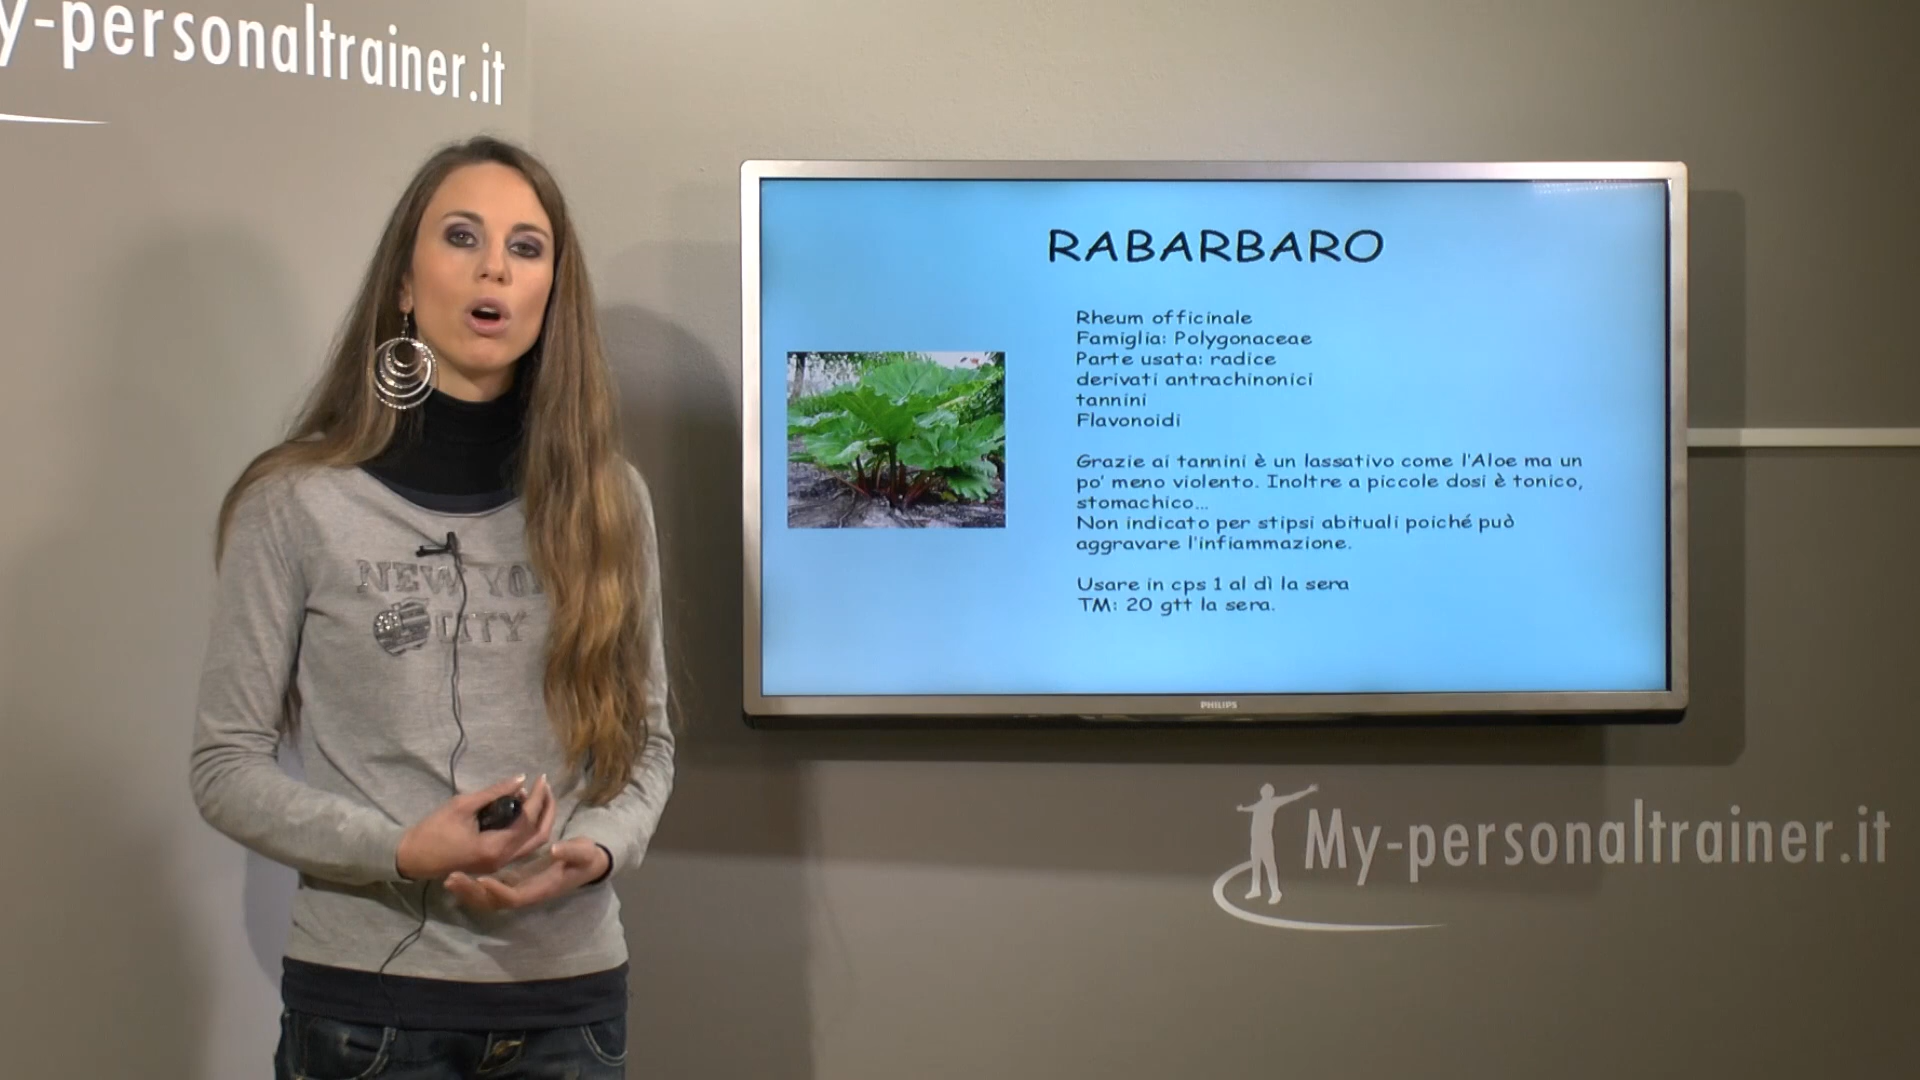 y-personaltrainer.it
RABARBARO
Rheum officinale
Famiglia: Polygonaceae
Parte usata: radice
derivati antrachinonici
tannini
Flavonoidi
Grazie ai tannini è un lassativo come l'Aloe ma un
po' meno violento. Inoltre a piccole dosi è tonico,
stomachico...
Non indicato per stipsi abituali poiché può
aggravare l'infiammazione.
Usare in cps 1 al dì la sera
TM: 20 gtt la sera.
PHILIPS
NEW YO
CITY
My-personaltrainer.it